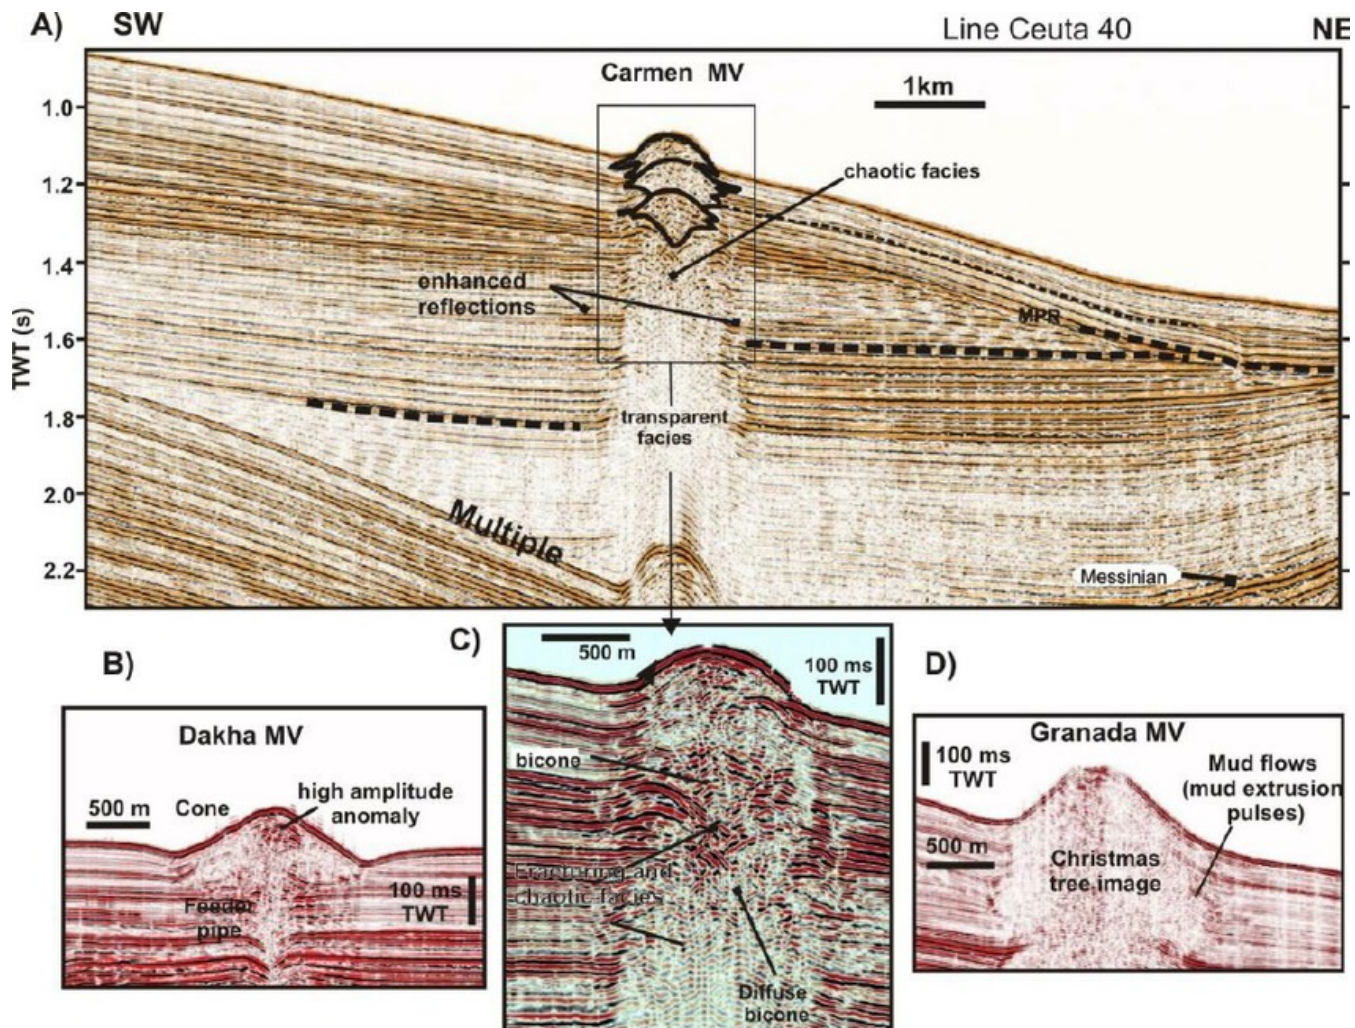 A)
SW
Line Ceuta 40
NE
Carmen MV
1km
1.0
1.2
1.4
1.6
1.8
2.0
2.2
TWT (s)
chaotic facies
enhanced
reflections
MPR
transparent
facies
Multiple
Messinian
B)
Dakha MV
500 m
Cone
high amplitude
anomaly
100 ms
TWT
Feeder
pipe
C)
500 m
100 ms
TWT
bicone
Fracturing and
chaotic facies
Diffuse
bicone
D)
Granada MV
100 ms
TWT
Mud flows
(mud extrusion
pulses)
500 m
Christmas
tree image